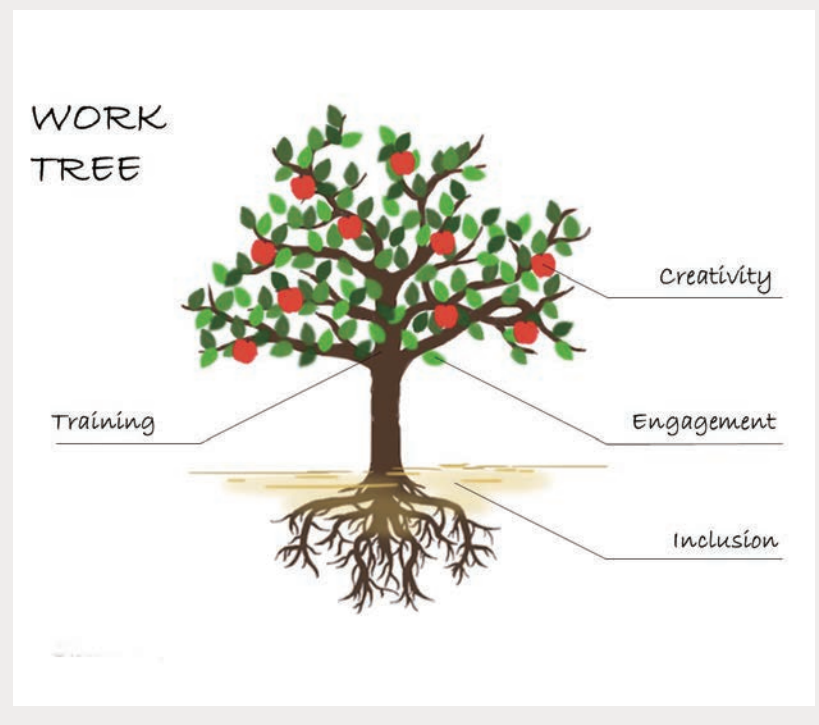 WORK
TREE
Creativity
Training
Engagement
Inclusion